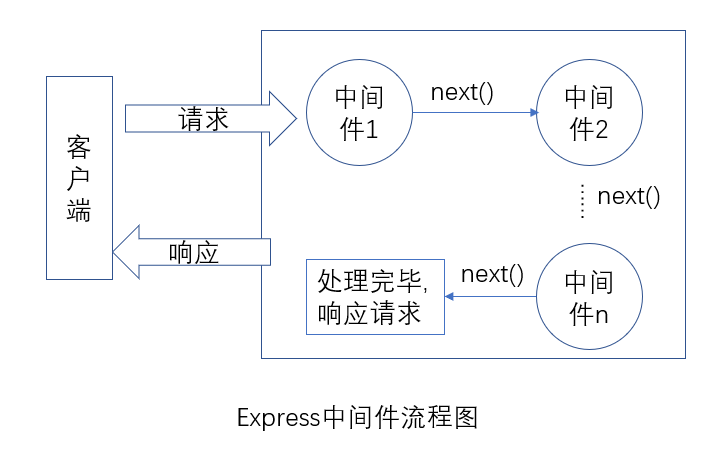 客
户
端
请求
中间
件1
next()
中间
件2
next()
响应
处理完毕,
响应请求
next()
中间
件n
Express中间件流程图